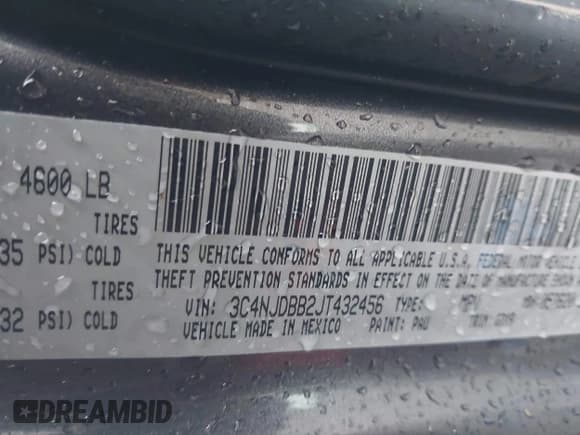 4600 LB
TIRES
35 PSI) COLD
TIRES
32 PSI) COLD
THIS VEHICLE CONFORMS TO ALL APPLICABLE U.S.A. FEDERAL MOTOR VEHICLE
THEFT PREVENTION STANDARDS IN EFFECT ON THE DATE OF MANUFACTURE
VIN: 3C4NJDBB2JT432456 TYPE: MPV
VEHICLE MADE IN MEXICO PAINT: PAU TRIM
DREAMBID